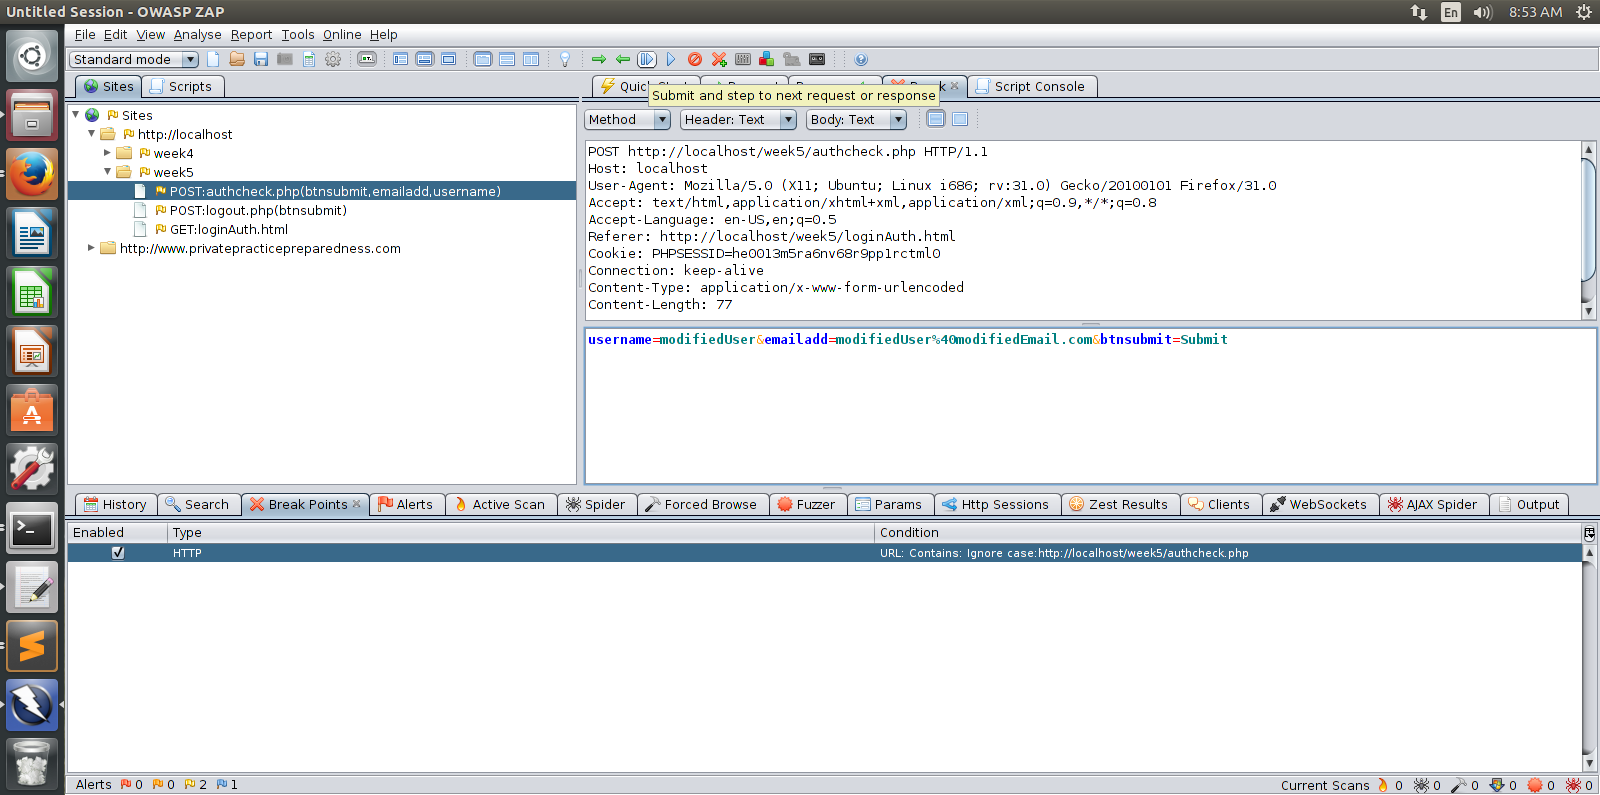 Untitled Session - OWASP ZAP
En
8:53 AM
File Edit View Analyse Report Tools Online Help
Standard mode
Sites
Scripts
Quick
Script Console
Submit and step to next request or response
Sites
http://localhost
week4
week5
POST:authcheck.php(btnsubmit,emailadd,username)
POST:logout.php(btnsubmit)
GET:loginAuth.html
http://www.privatepracticepreparedness.com
Method
Header: Text
Body: Text
POST http://localhost/week5/authcheck.php HTTP/1.1
Host: localhost
User-Agent: Mozilla/5.0 (X11; Ubuntu; Linux i686; rv:31.0) Gecko/20100101 Firefox/31.0
Accept: text/html,application/xhtml+xml,application/xml;q=0.9,*/*;q=0.8
Accept-Language: en-US,en;q=0.5
Referer: http://localhost/week5/loginAuth.html
Cookie: PHPSESSID=he0013m5ra6nv68r9pp1rctml0
Connection: keep-alive
Content-Type: application/x-www-form-urlencoded
Content-Length: 77
username=modifiedUser&emailadd=modifiedUser%40modifiedEmail.com&btnsubmit=Submit
History Search Break Points Alerts Active Scan Spider Forced Browse Fuzzer Params Http Sessions Zest Results Clients WebSockets AJAX Spider Output
Enabled Type Condition
HTTP URL: Contains: Ignore case:http://localhost/week5/authcheck.php
Alerts 0 0 2 1 Current Scans 0 0 0 0 0 0